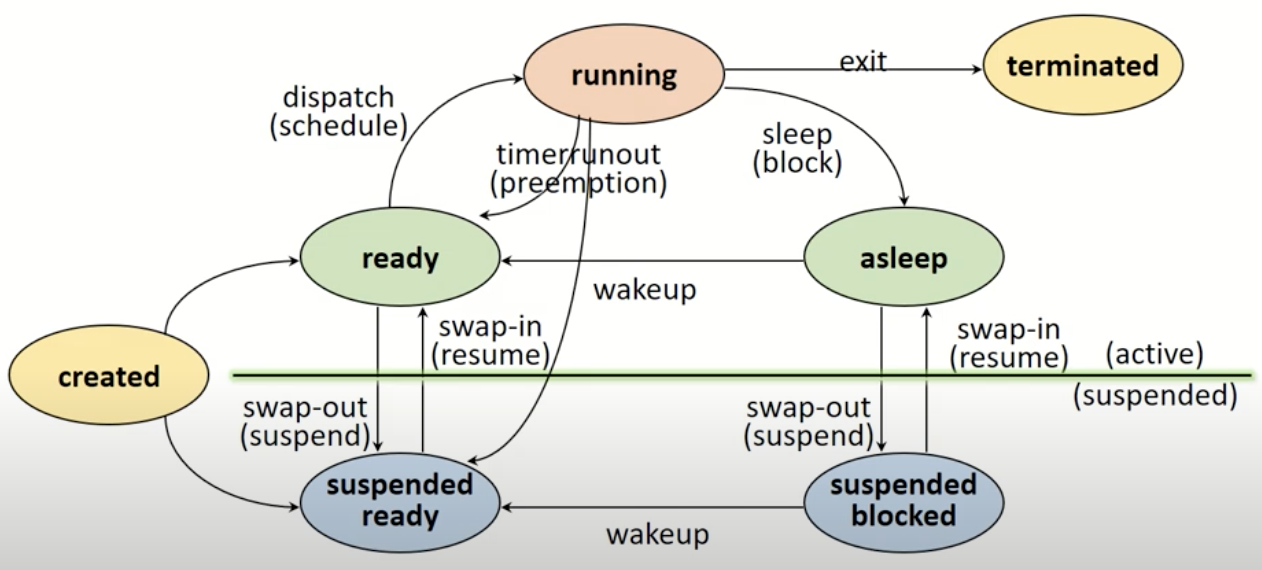 running
exit
terminated
dispatch
(schedule)
timerrunout
(preemption)
sleep
(block)
ready
asleep
wakeup
swap-in
(resume)
swap-in
(resume)
(active)
created
(suspended)
swap-out
(suspend)
swap-out
(suspend)
suspended
ready
suspended
blocked
wakeup